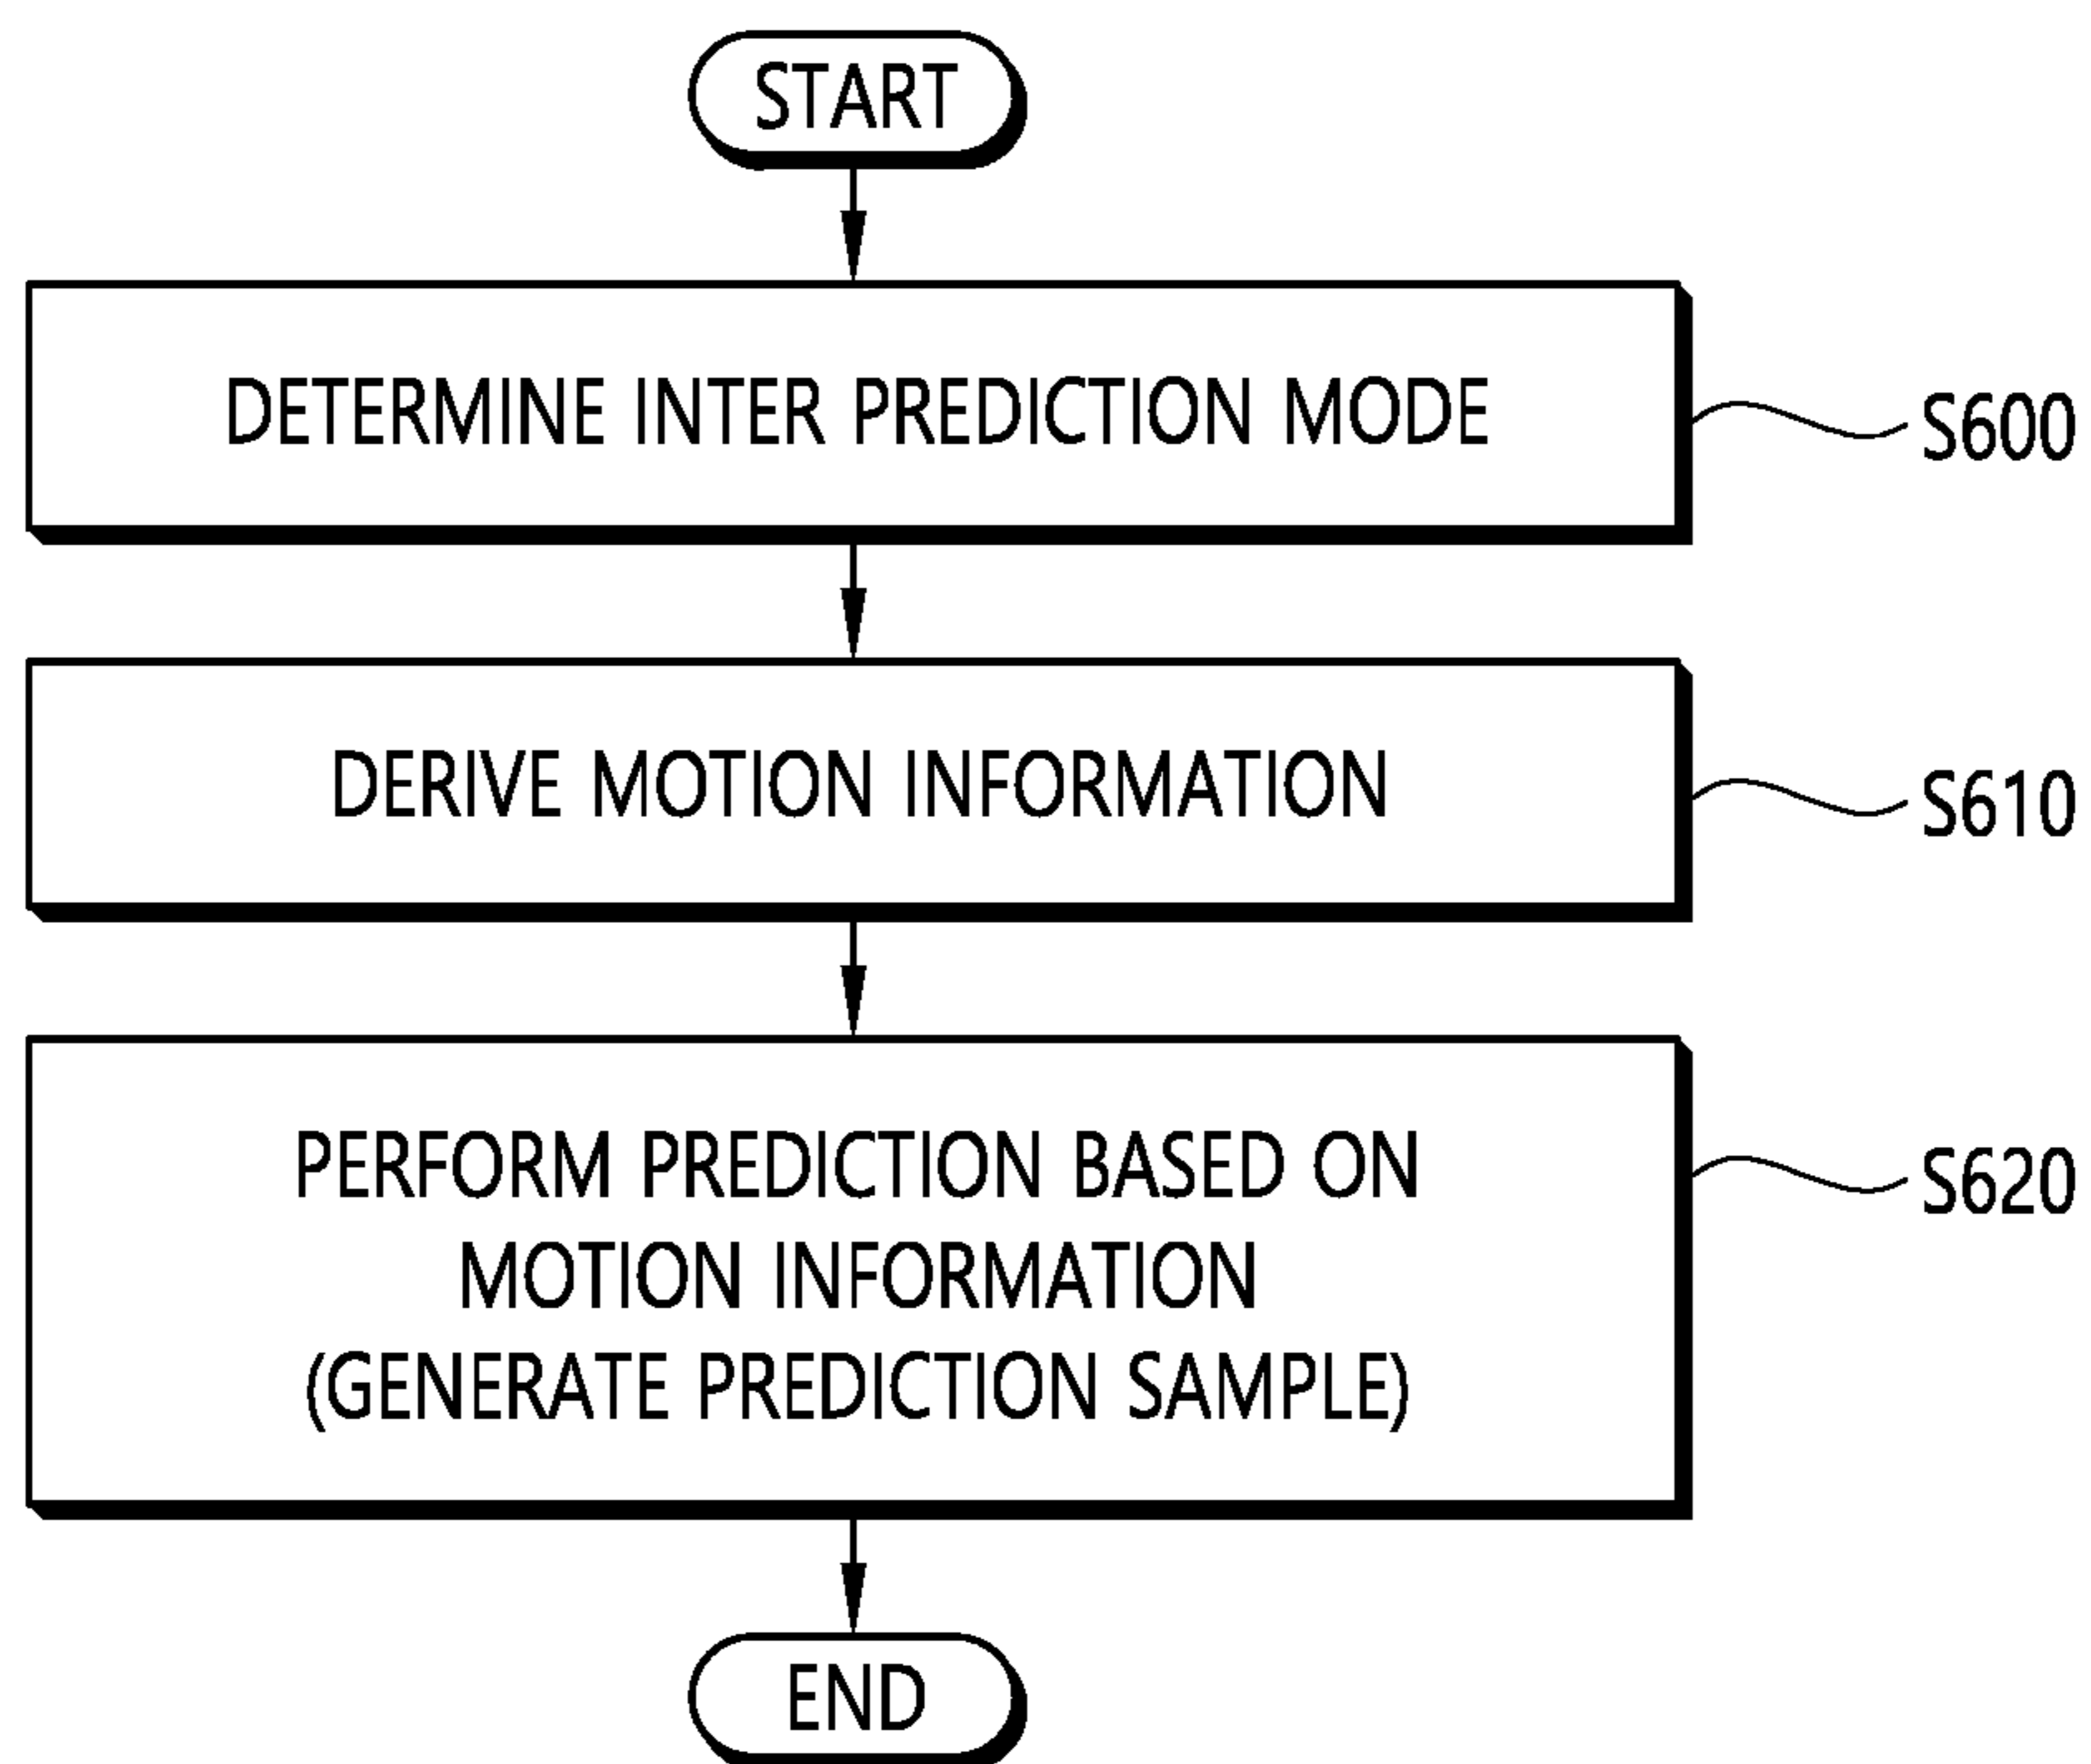 START
DETERMINE INTER PREDICTION MODE
S600
DERIVE MOTION INFORMATION
S610
PERFORM PREDICTION BASED ON
MOTION INFORMATION
(GENERATE PREDICTION SAMPLE)
S620
END